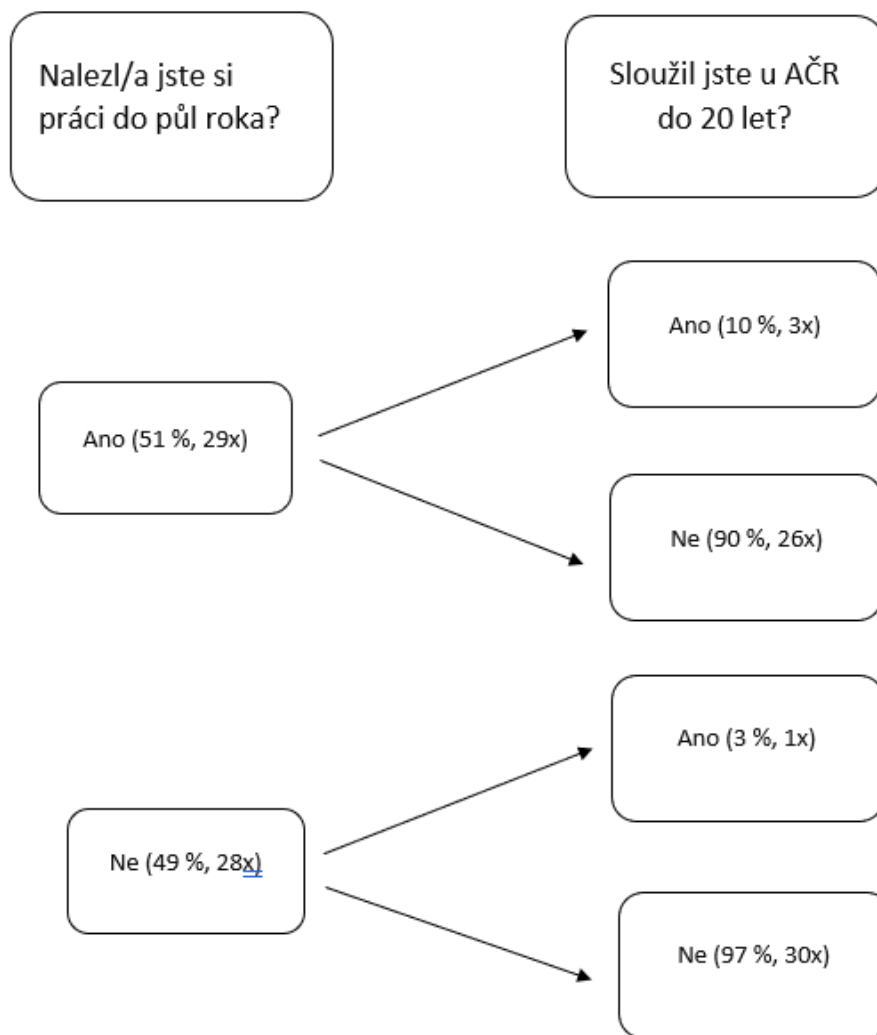 Nalezl/a jste si
práci do půl roka?
Sloužil jste u AČR
do 20 let?
Ano (51 %, 29x)
Ano (10 %, 3x)
Ne (90 %, 26x)
Ne (49 %, 28x)
Ano (3 %, 1x)
Ne (97 %, 30x)